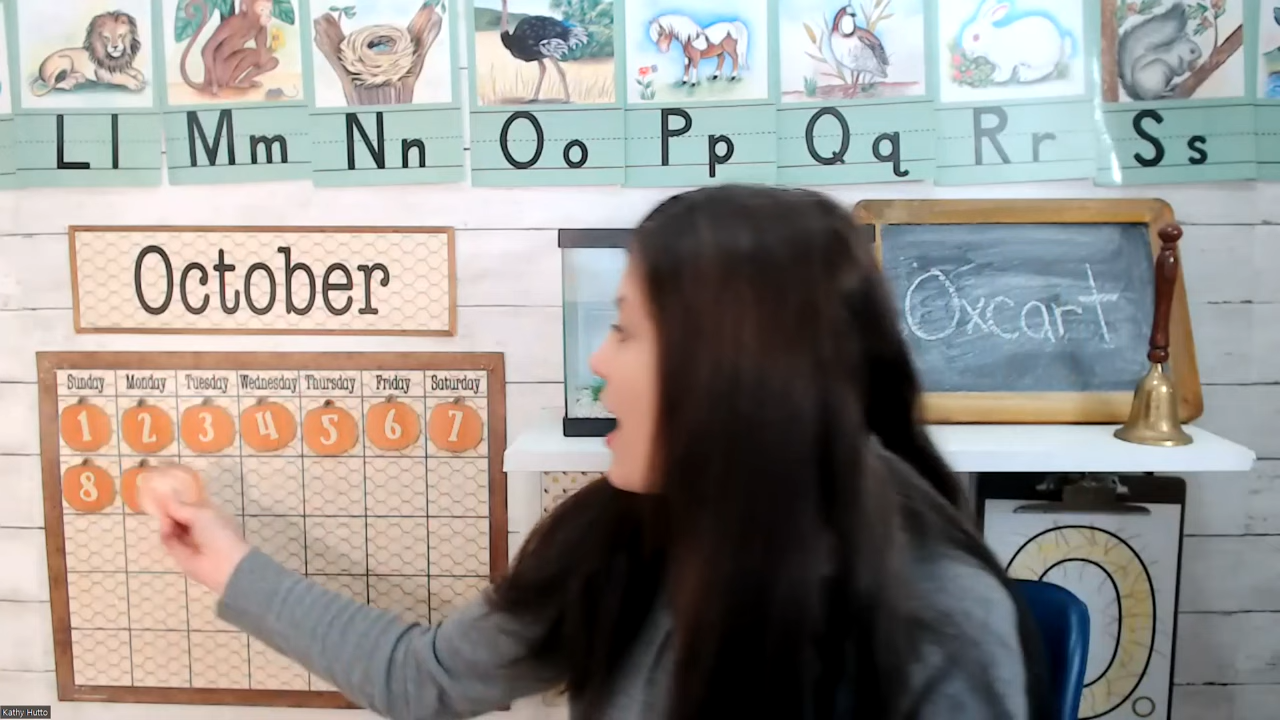 Ll Mm Nn Oo Pp Qq Rr Ss
October
Oxcart
Sunday Monday Tuesday Wednesday Thursday Friday Saturday
1 2 3 4 5 6 7
8
O
Kathy Hutto